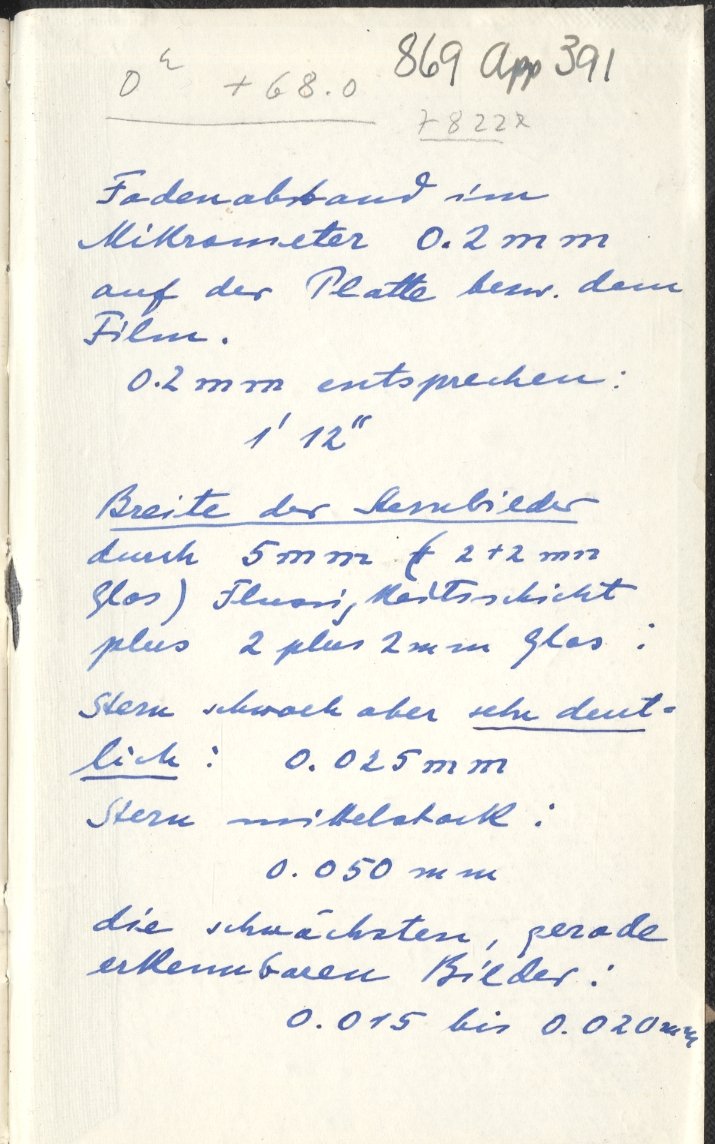 0ʰ +68.0 869 App 391
78222
Fadenabstand im
Mikrometer 0.2 mm
auf der Platte bezw. dem
Film.
0.2 mm entsprechen:
1' 12"
Breite der Sternbilder
durch 5 mm (+ 2+2 mm
Glas) Flussigkeitsschicht
plus 2 plus 2 mm Glas:
Stern schwach aber sehr deut-
lich: 0.025 mm
Stern mittelstark:
0.050 mm
die schwächsten, gerade
erkennbaren Bilder:
0.015 bis 0.020 mm